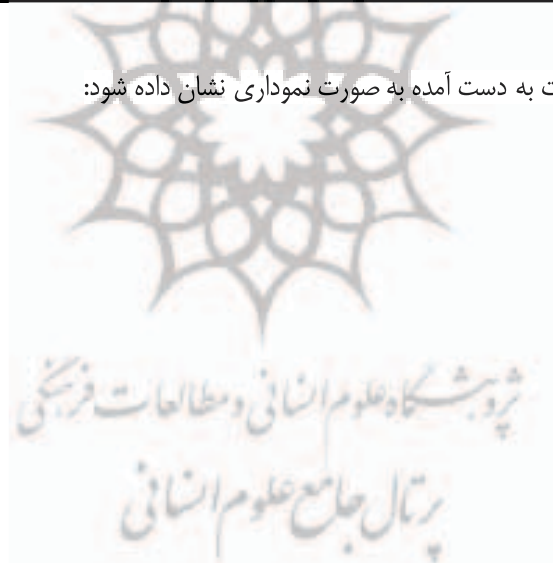 ت به دست آمده به صورت نموداری نشان داده شود:
پژوهشگاه علوم انسانی و مطالعات فرهنگی
پرتال جامع علوم انسانی